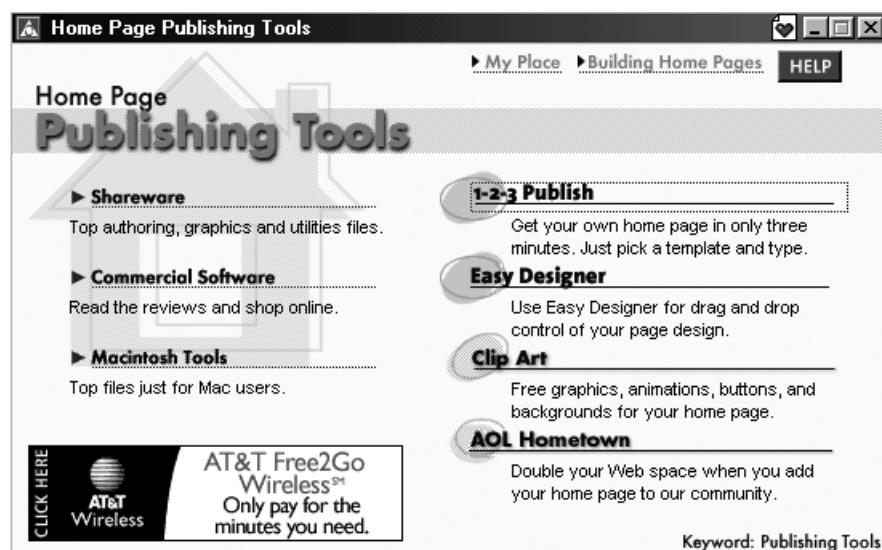 Home Page Publishing Tools
My Place Building Home Pages HELP
Home Page
Publishing Tools
Shareware
Top authoring, graphics and utilities files.
Commercial Software
Read the reviews and shop online.
Macintosh Tools
Top files just for Mac users.
1-2-3 Publish
Get your own home page in only three
minutes. Just pick a template and type.
Easy Designer
Use Easy Designer for drag and drop
control of your page design.
Clip Art
Free graphics, animations, buttons, and
backgrounds for your home page.
AOL Hometown
Double your Web space when you add
your home page to our community.
CLICK HERE
AT&T
Wireless
AT&T Free2Go
Wireless℠
Only pay for the
minutes you need.
Keyword: Publishing Tools